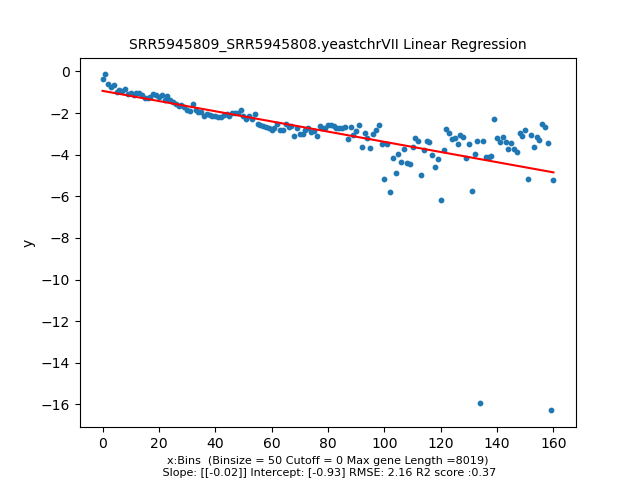 SRR5945809_SRR5945808.yeastchrVII Linear Regression
0
−2
−4
−6
−8
−10
−12
−14
−16
y
0 20 40 60 80 100 120 140 160
x:Bins  (Binsize = 50 Cutoff = 0 Max gene Length =8019)
Slope: [[-0.02]] Intercept: [-0.93] RMSE: 2.16 R2 score :0.37